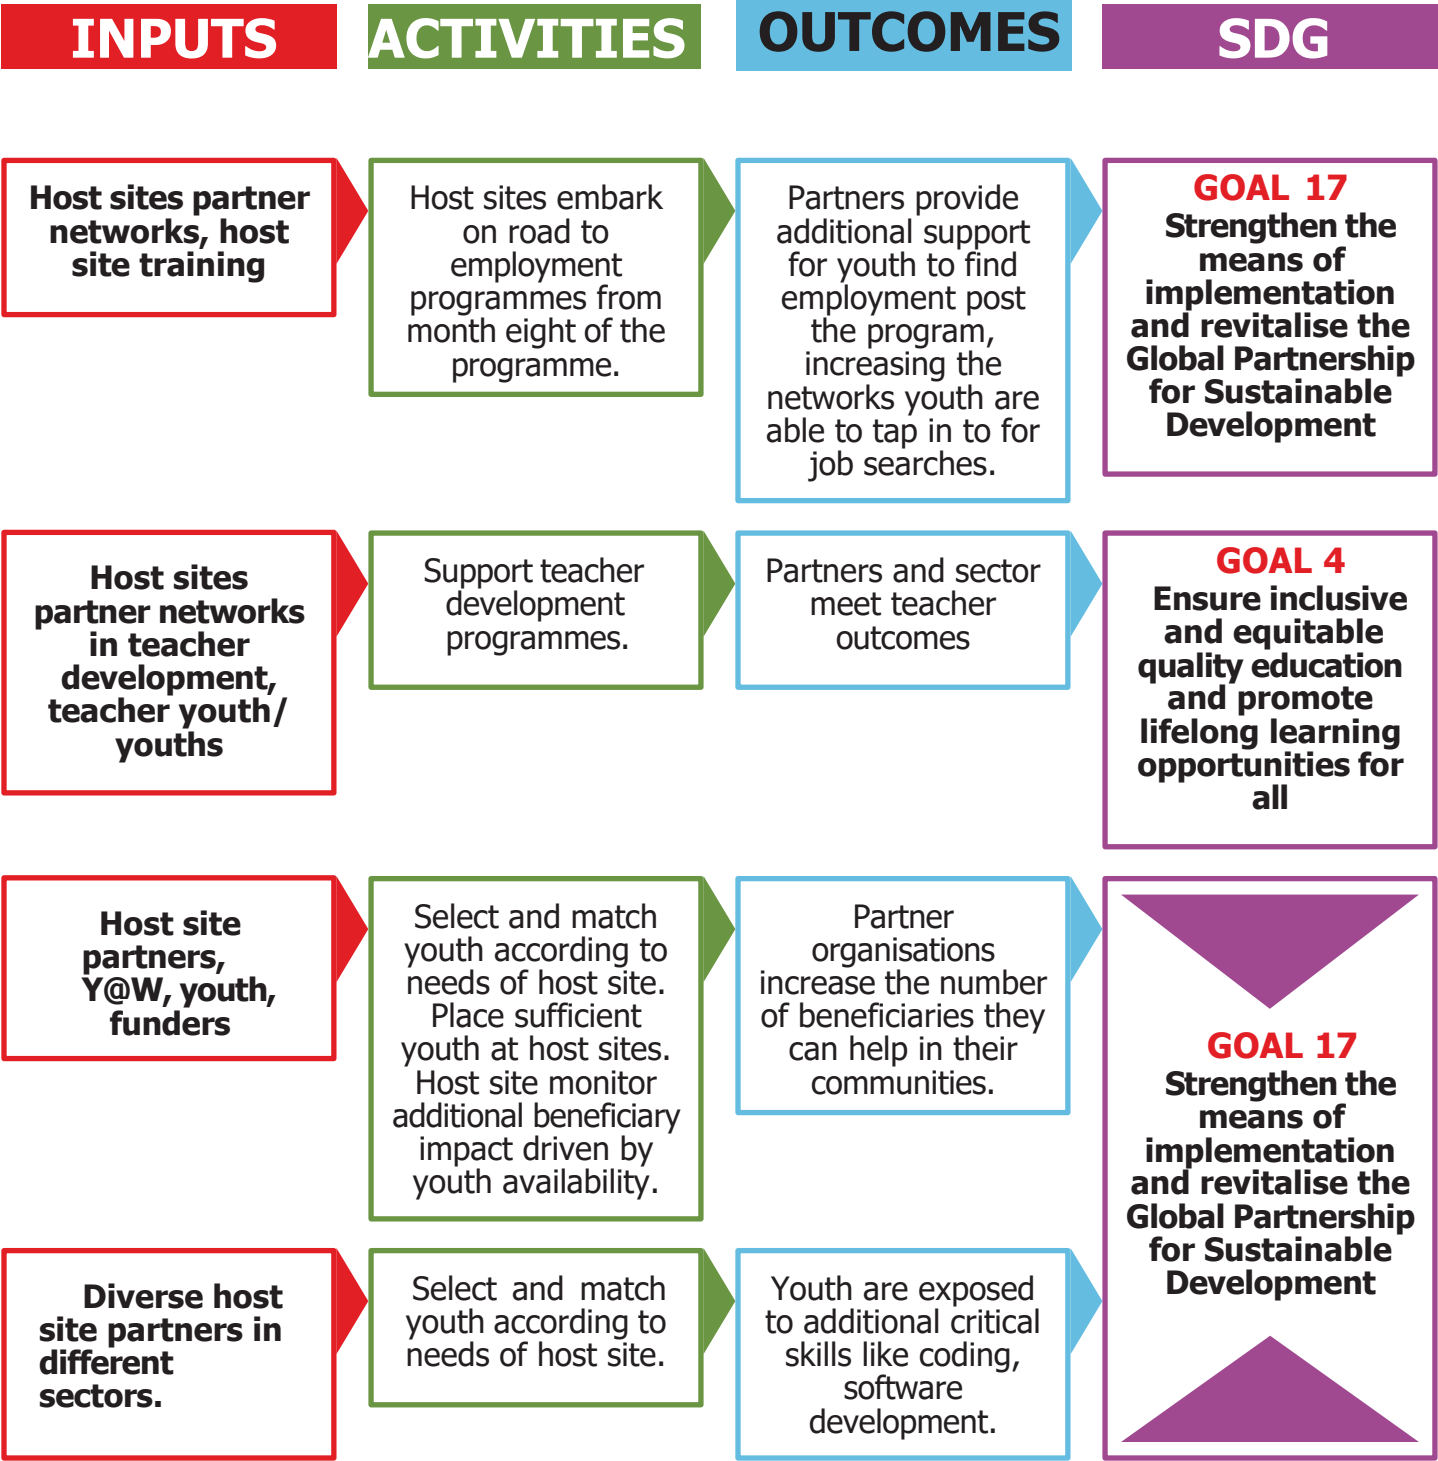 INPUTS
ACTIVITIES
OUTCOMES
SDG
Host sites partner
networks, host
site training
Host sites embark
on road to
employment
programmes from
month eight of the
programme.
Partners provide
additional support
for youth to find
employment post
the program,
increasing the
networks youth are
able to tap in to for
job searches.
GOAL 17
Strengthen the
means of
implementation
and revitalise the
Global Partnership
for Sustainable
Development
Host sites
partner networks
in teacher
development,
teacher youth/
youths
Support teacher
development
programmes.
Partners and sector
meet teacher
outcomes
GOAL 4
Ensure inclusive
and equitable
quality education
and promote
lifelong learning
opportunities for
all
Host site
partners,
Y@W, youth,
funders
Select and match
youth according to
needs of host site.
Place sufficient
youth at host sites.
Host site monitor
additional beneficiary
impact driven by
youth availability.
Partner
organisations
increase the number
of beneficiaries they
can help in their
communities.
GOAL 17
Strengthen the
means of
implementation
and revitalise the
Global Partnership
for Sustainable
Development
Diverse host
site partners in
different
sectors.
Select and match
youth according to
needs of host site.
Youth are exposed
to additional critical
skills like coding,
software
development.